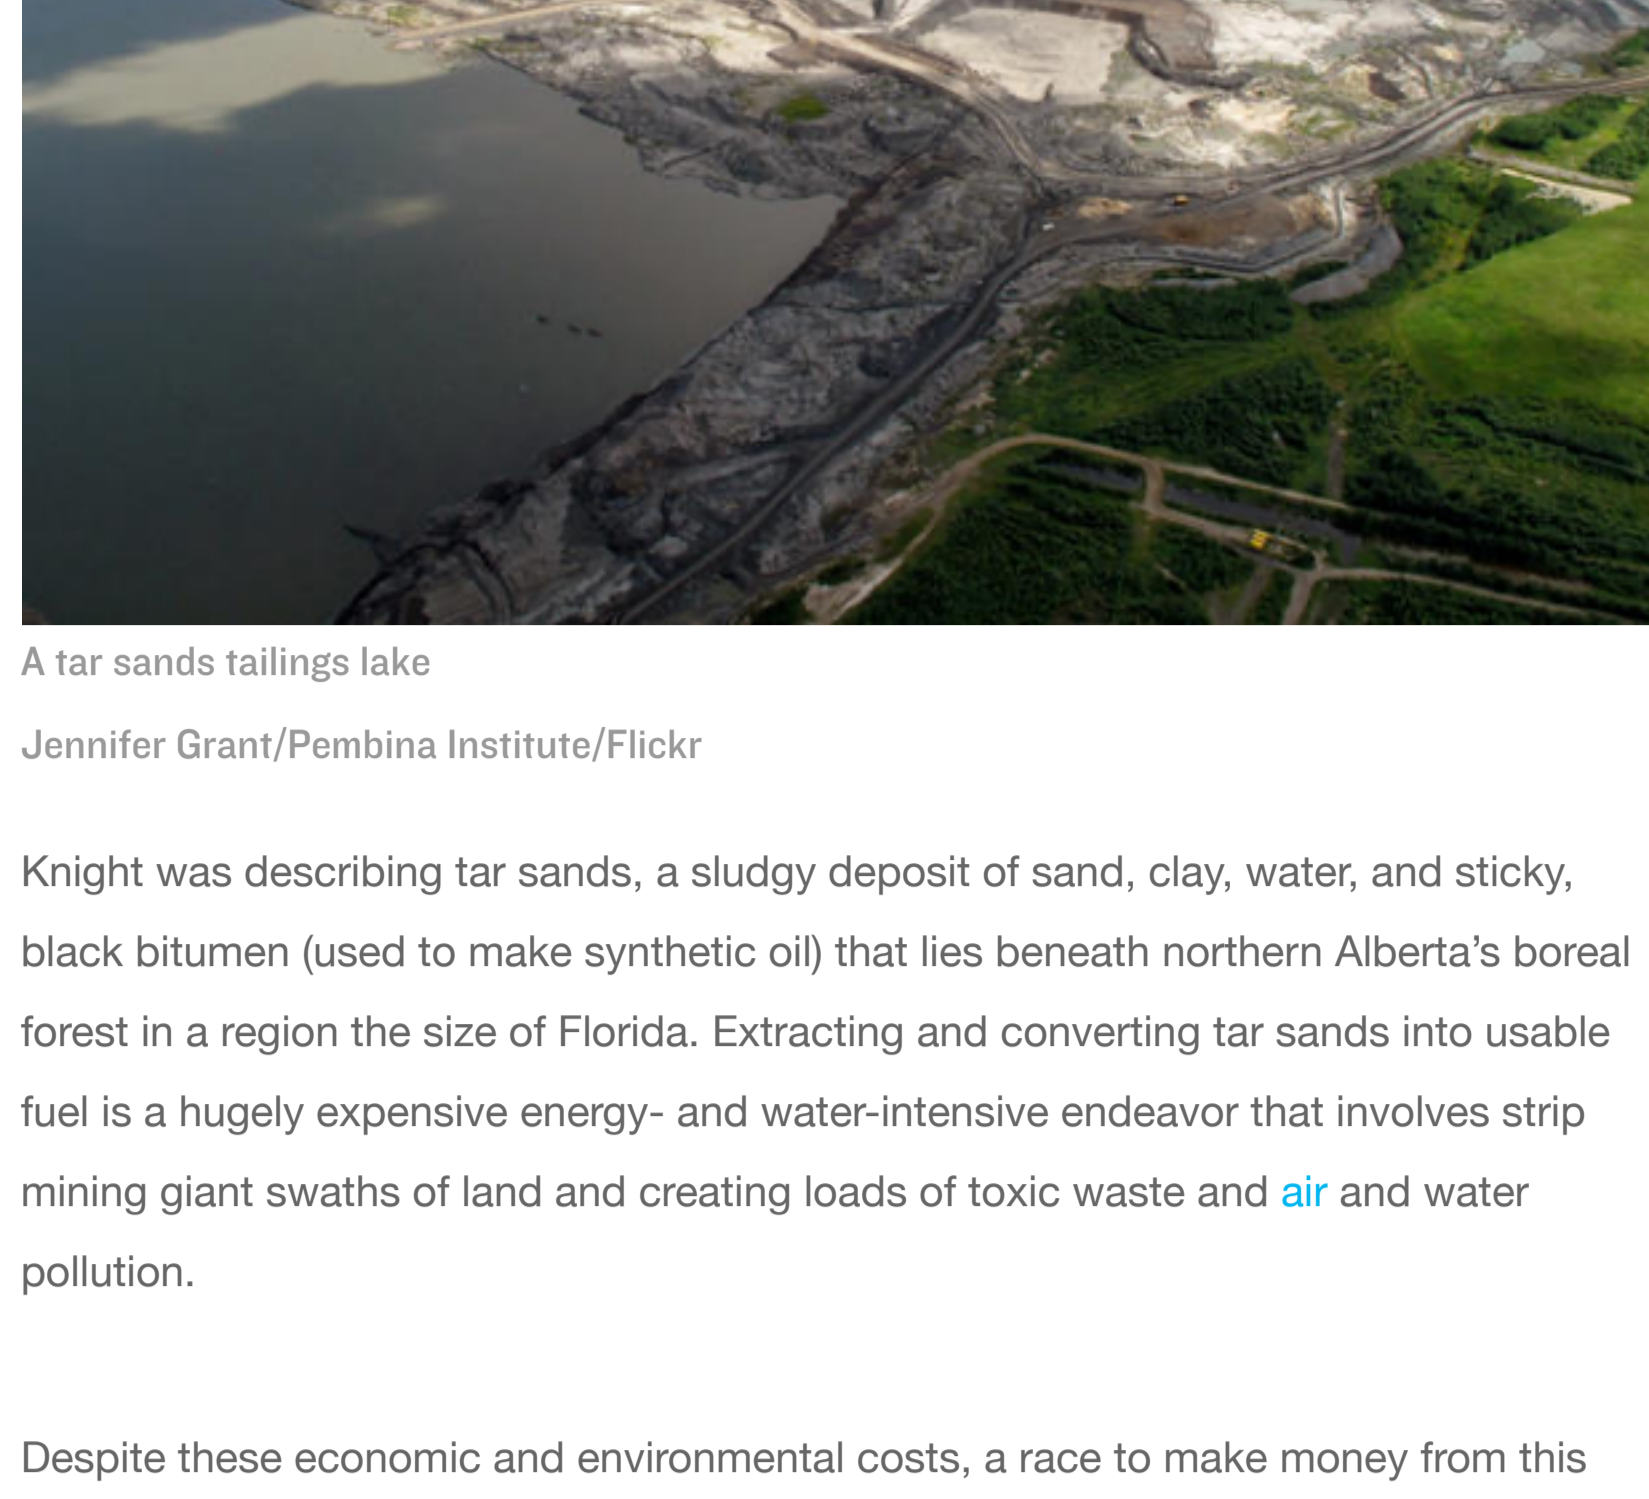 A tar sands tailings lake
Jennifer Grant/Pembina Institute/Flickr
Knight was describing tar sands, a sludgy deposit of sand, clay, water, and sticky,
black bitumen (used to make synthetic oil) that lies beneath northern Alberta’s boreal
forest in a region the size of Florida. Extracting and converting tar sands into usable
fuel is a hugely expensive energy- and water-intensive endeavor that involves strip
mining giant swaths of land and creating loads of toxic waste and air and water
pollution.
Despite these economic and environmental costs, a race to make money from this